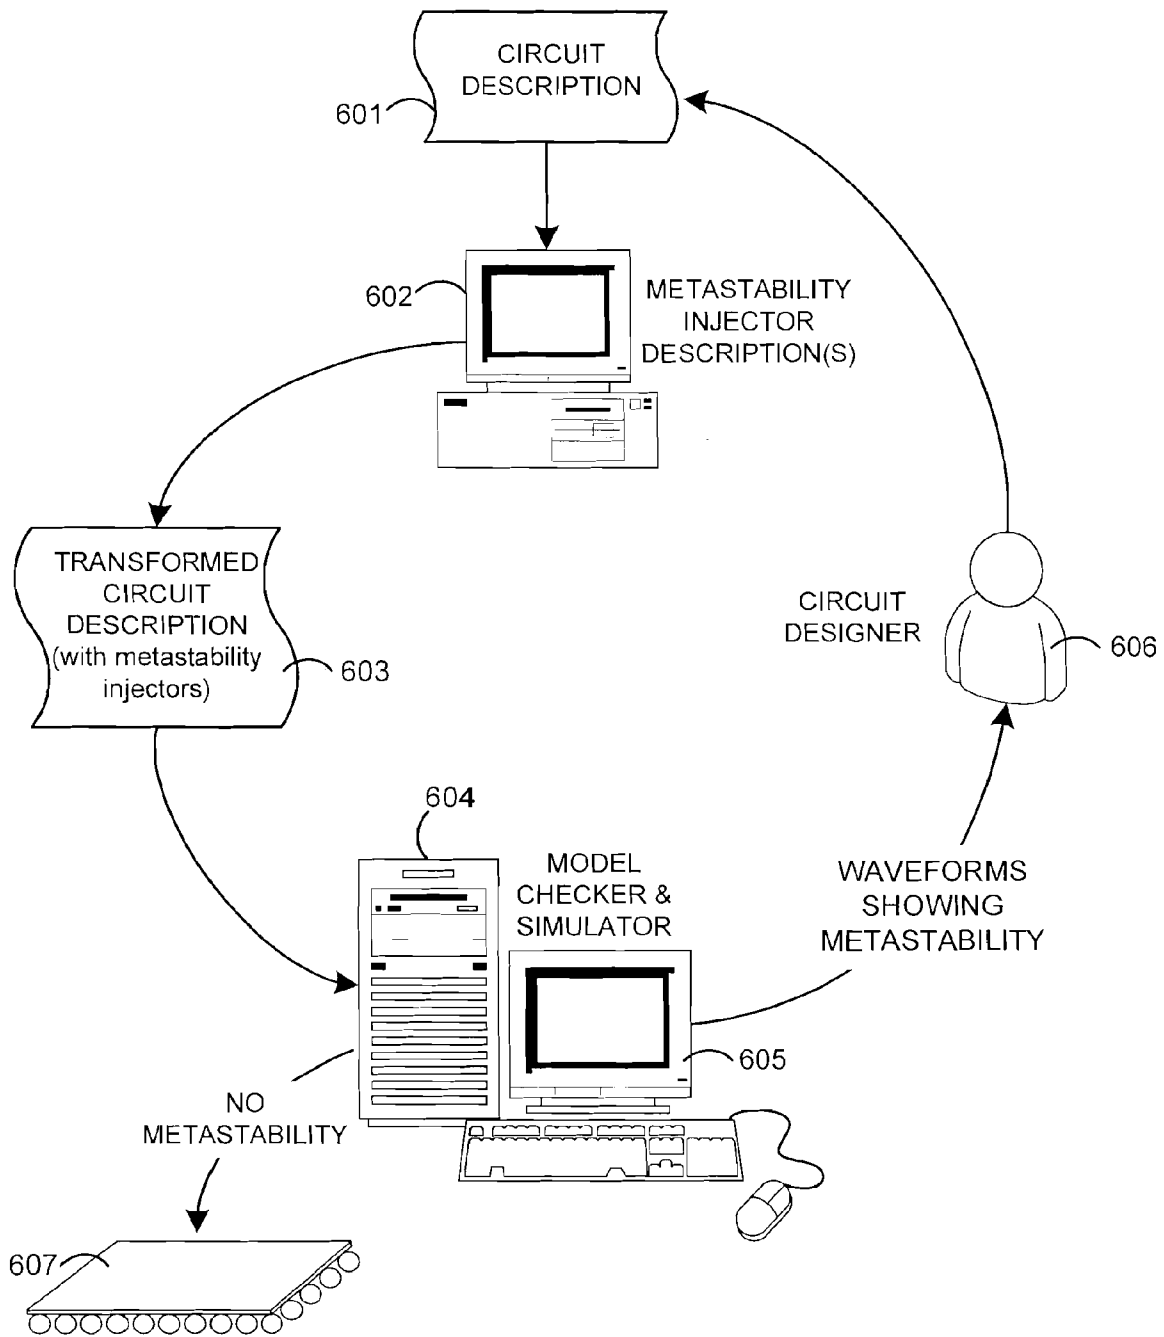 CIRCUIT
DESCRIPTION
601
602
METASTABILITY
INJECTOR
DESCRIPTION(S)
TRANSFORMED
CIRCUIT
DESCRIPTION
(with metastability
injectors)
603
CIRCUIT
DESIGNER
606
604
MODEL
CHECKER &
SIMULATOR
WAVEFORMS
SHOWING
METASTABILITY
605
NO
METASTABILITY
607